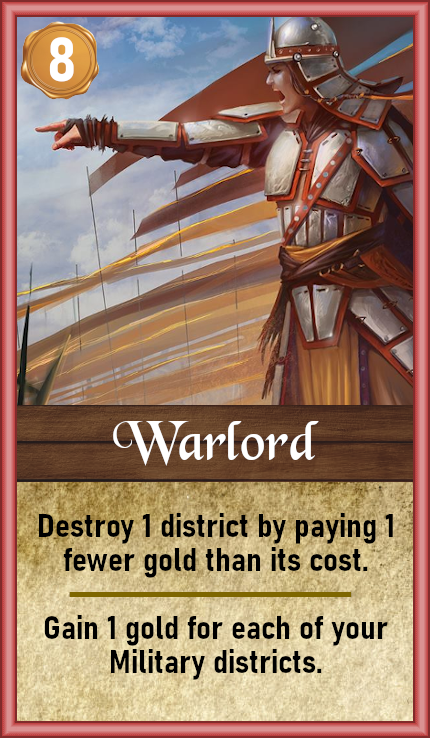 8
Warlord
Destroy 1 district by paying 1
fewer gold than its cost.
Gain 1 gold for each of your
Military districts.